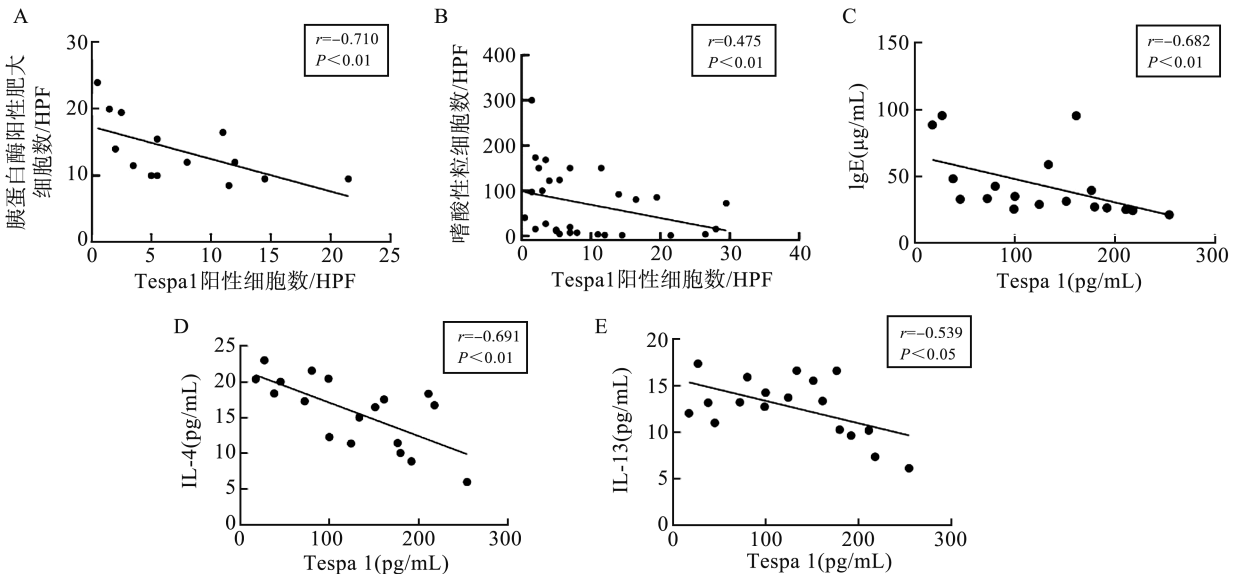 A
r=-0.710
P<0.01
胰蛋白酶阳性肥大
细胞数/HPF
30
20
10
0
0 5 10 15 20 25
Tespa1阳性细胞数/HPF
B
r=0.475
P<0.01
嗜酸性粒细胞数/HPF
400
300
200
100
0
0 10 20 30 40
Tespa1阳性细胞数/HPF
C
r=-0.682
P<0.01
lgE(μg/mL)
150
100
50
0
0 100 200 300
Tespa 1(pg/mL)
D
r=-0.691
P<0.01
IL-4(pg/mL)
25
20
15
10
5
0
0 100 200 300
Tespa 1(pg/mL)
E
r=-0.539
P<0.05
IL-13(pg/mL)
20
15
10
5
0
0 100 200 300
Tespa 1(pg/mL)